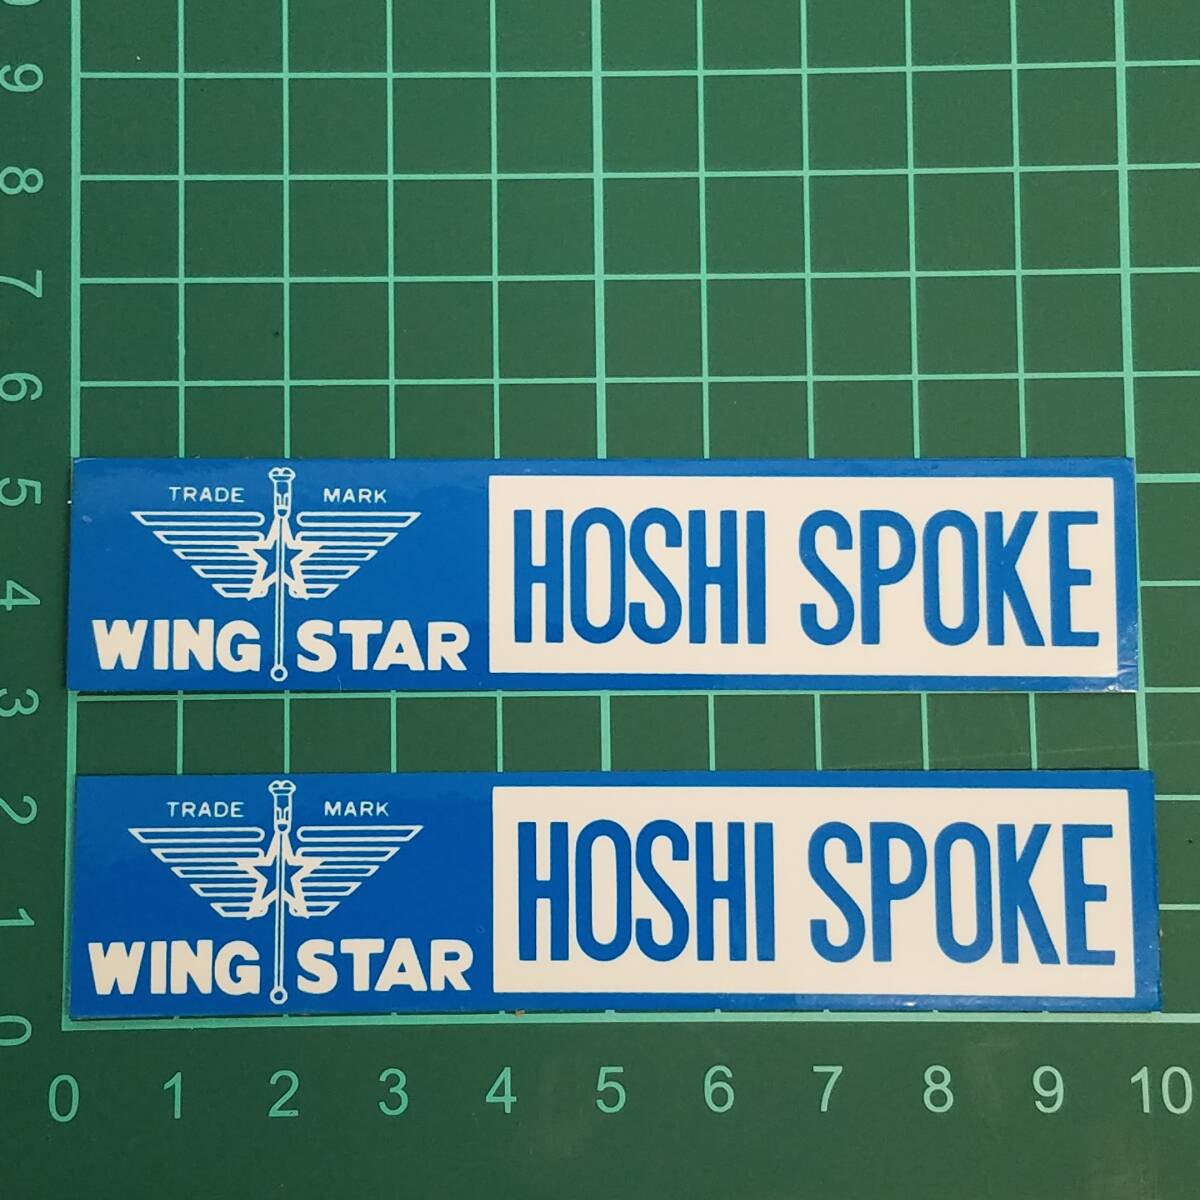 9
8
7
6
5
4
3
2
1
0
TRADE MARK
WING STAR
HOSHI SPOKE
TRADE MARK
WING STAR
HOSHI SPOKE
0 1 2 3 4 5 6 7 8 9 10